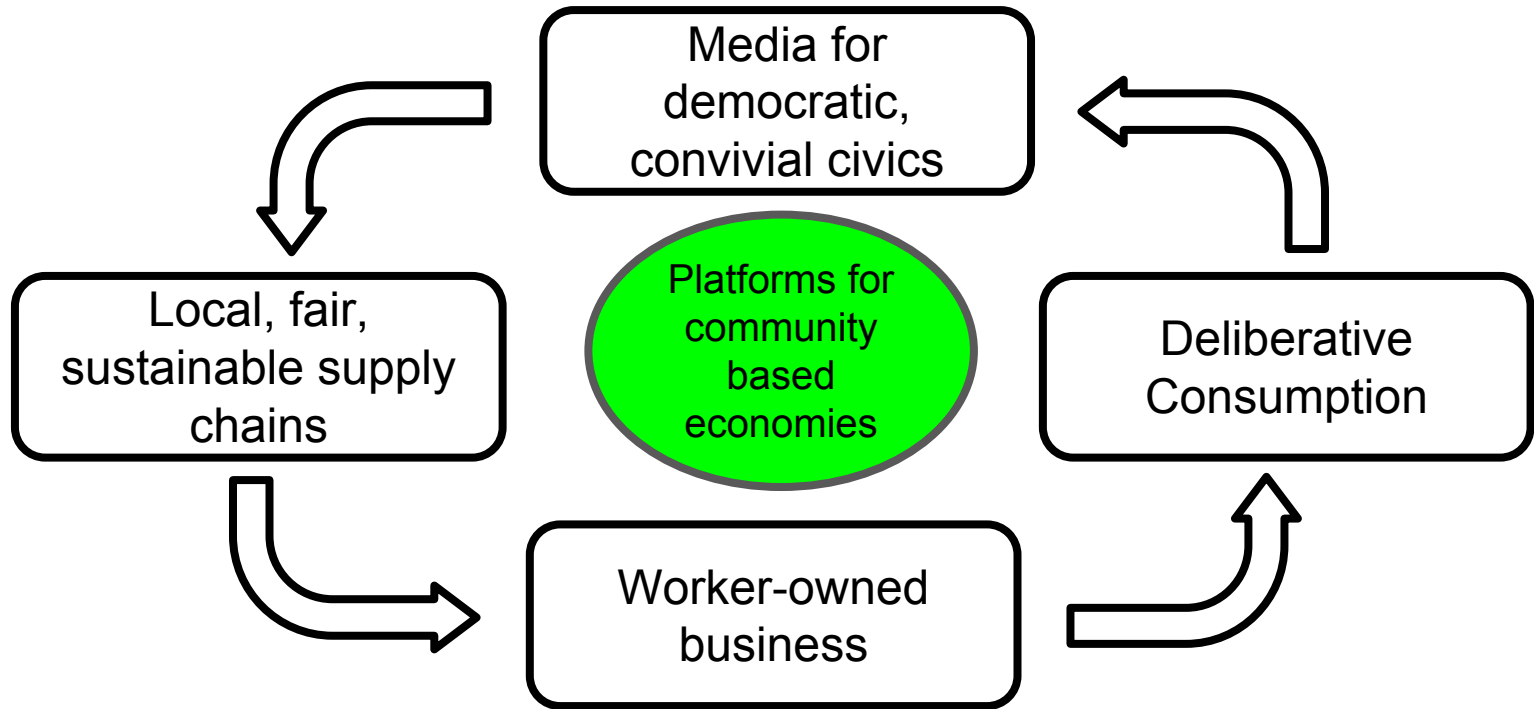 Media for
democratic,
convivial civics
Local, fair,
sustainable supply
chains
Platforms for
community
based
economies
Deliberative
Consumption
Worker-owned
business